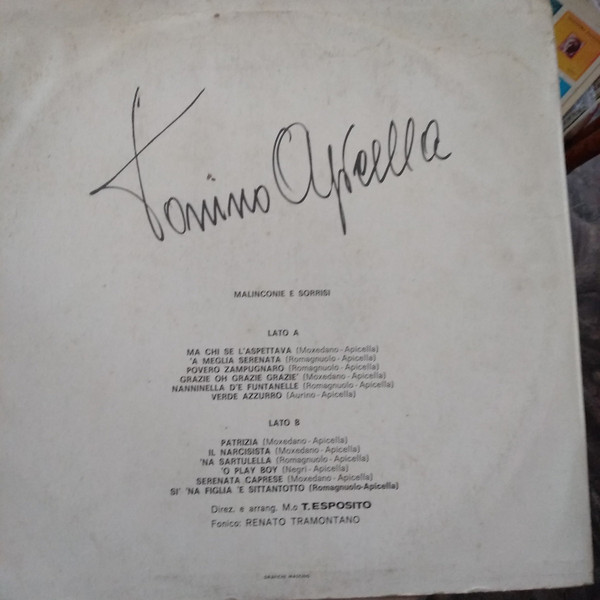 Tonino Apicella
MALINCONIE E SORRISI
LATO A
MA CHI SE L'ASPETTAVA (Moxedano-Apicella)
'A MEGLIA SERENATA (Romagnuolo-Apicella)
POVERO ZAMPUGNARO (Romagnuolo-Apicella)
GRAZIE OH GRAZIE GRAZIE' (Moxedano-Apicella)
NANNINELLA D'E FUNTANELLE (Romagnuolo-Apicella)
VERDE AZZURRO (Aurino-Apicella)
LATO B
PATRIZIA (Moxedano-Apicella)
IL NARCISISTA (Moxedano-Apicella)
'NA SARTULELLA (Romagnuolo-Apicella)
'O PLAY BOY (Negri-Apicella)
SERENATA CAPRESE (Moxedano-Apicella)
SI' 'NA FIGLIA 'E SITTANTOTTO (Romagnuolo-Apicella)
Direz. e arrang. M.o T. ESPOSITO
Fonico: RENATO TRAMONTANO